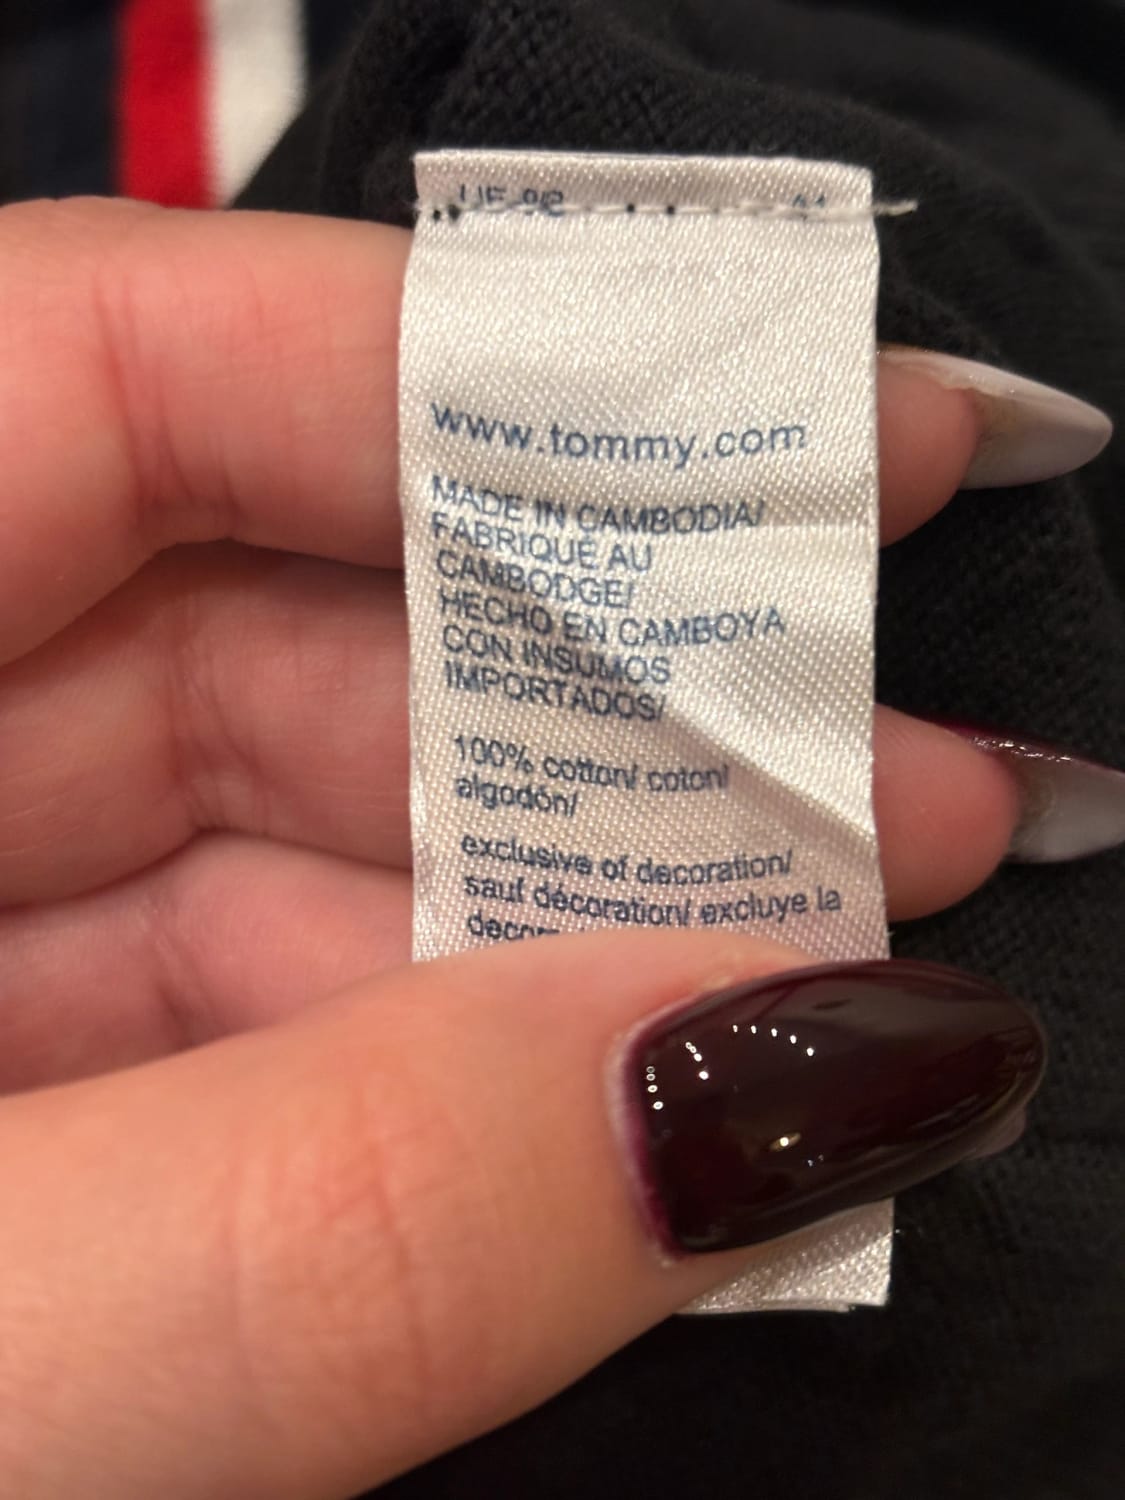 www.tommy.com
MADE IN CAMBODIA/
FABRIQUÉ AU
CAMBODGE/
HECHO EN CAMBOYA
CON INSUMOS
IMPORTADOS/
100% cotton/ coton/
algodón/
exclusive of decoration/
sauf décoration/ excluye la